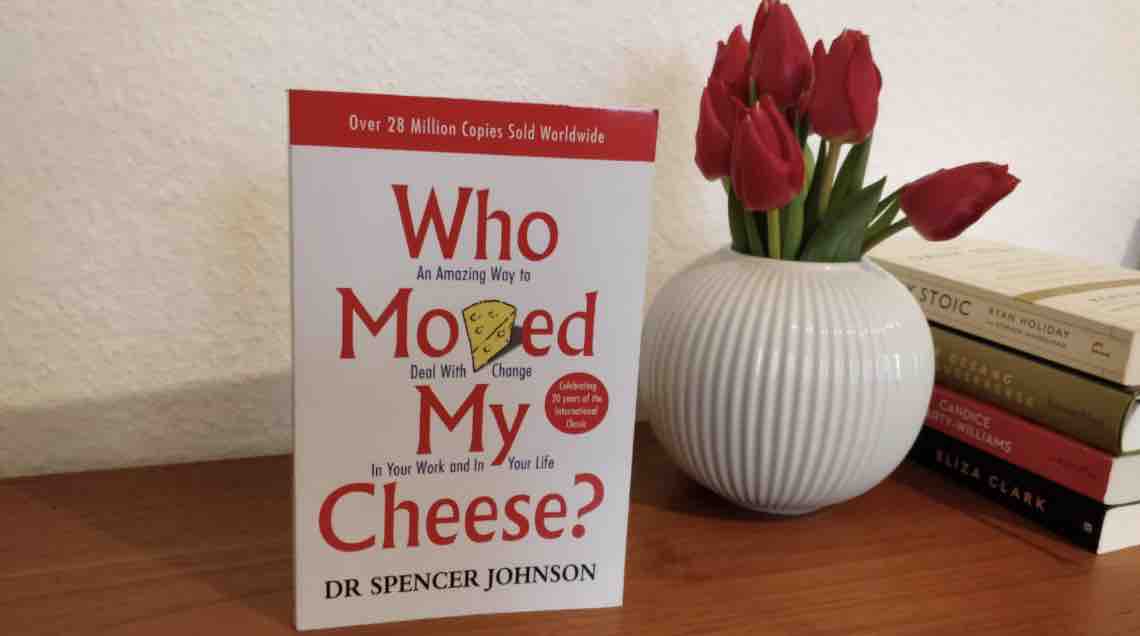 Over 28 Million Copies Sold Worldwide
Who
An Amazing Way to
Moved
Deal With Change
My
Celebrating
20 years of the
International
Classic
In Your Work and In Your Life
Cheese?
DR SPENCER JOHNSON
STOIC
RYAN HOLIDAY
CANDICE
RTY-WILLIAMS
ELIZA CLARK